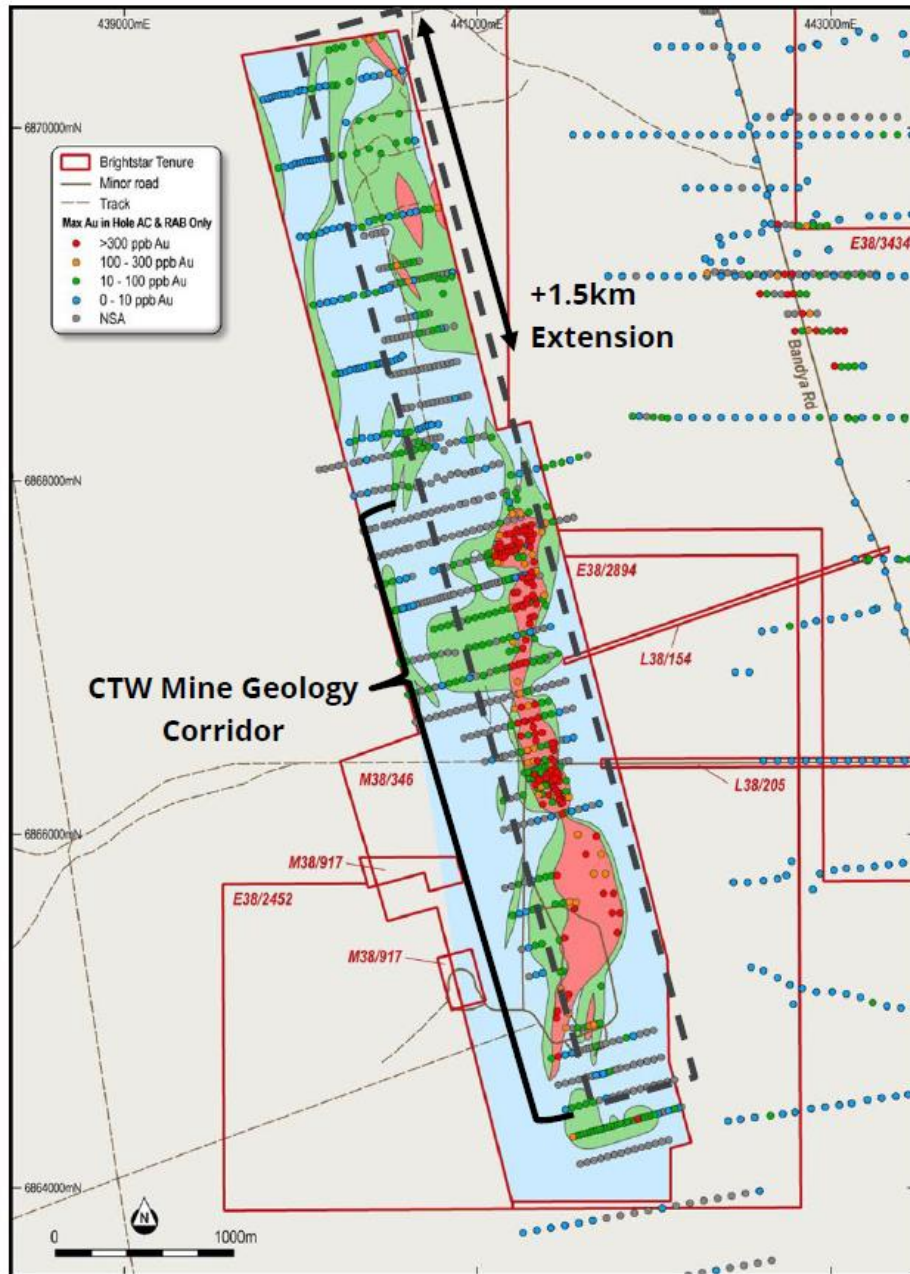 439000mE
441000mE
443000mE
6870000mN
Brightstar Tenure
Minor road
Track
Max Au in Hole AC & RAB Only
>300 ppb Au
100 - 300 ppb Au
10 - 100 ppb Au
0 - 10 ppb Au
NSA
E38/3434
+1.5km
Extension
Bandya Rd
6868000mN
E38/2894
L38/154
CTW Mine Geology
Corridor
M38/346
L38/205
6866000mN
M38/917
E38/2452
M38/917
6864000mN
N
0
1000m